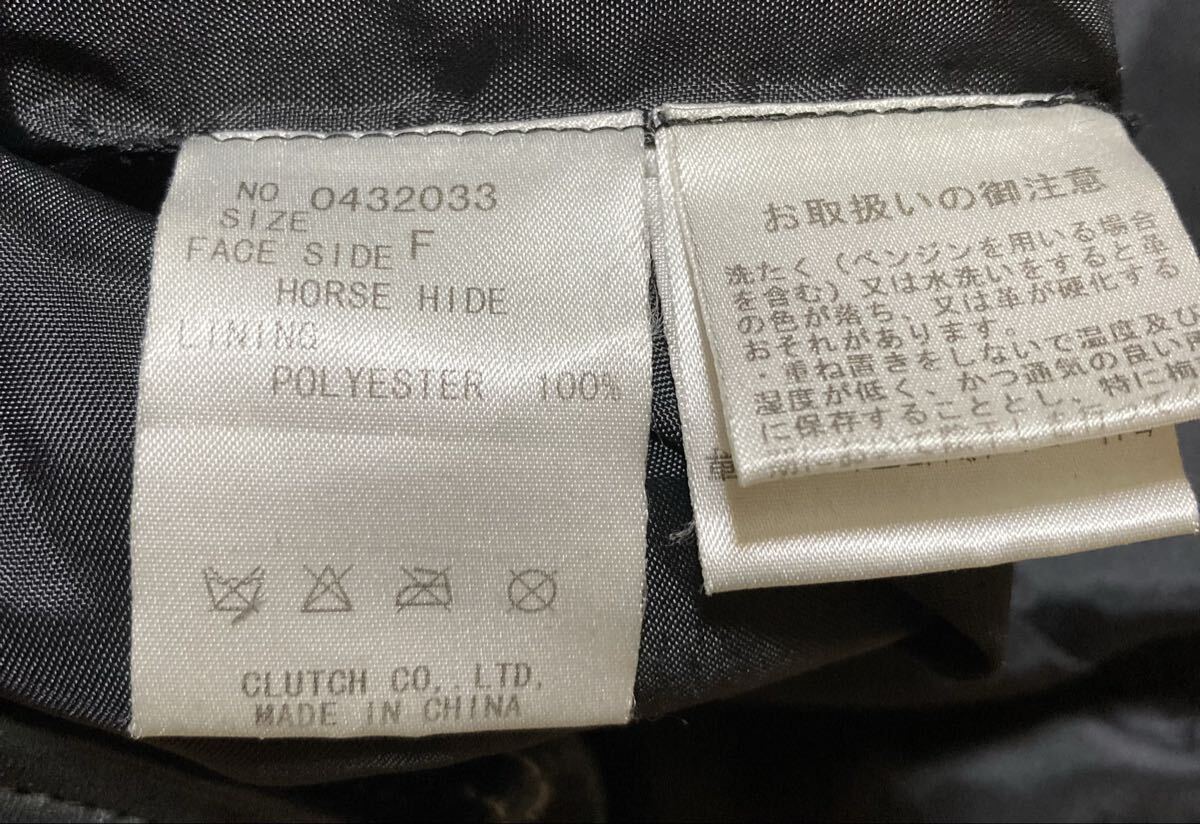 NO 0432033
SIZE
FACE SIDE F
HORSE HIDE
LINING
POLYESTER 100%
CLUTCH CO,. LTD,
MADE IN CHINA
お取扱いの御注意
洗たく（ベンジンを用いる場合
を含む）又は水洗いをすると革
の色が落ち、又は革が硬化する
おそれがあります。
・重ね置きをしないで温度及び
湿度が低く、かつ通気の良い
に保存することとし、特に梅